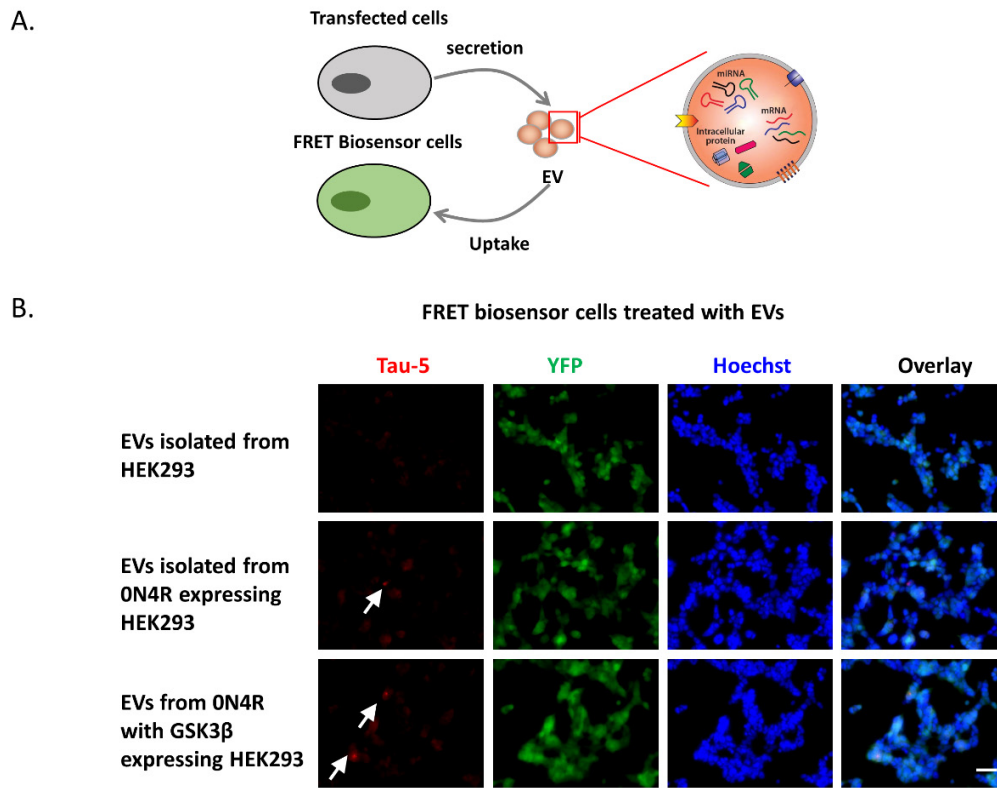 A.
Transfected cells
secretion
FRET Biosensor cells
EV
Uptake
miRNA
mRNA
Intracellular
protein
B.
FRET biosensor cells treated with EVs
Tau-5
YFP
Hoechst
Overlay
EVs isolated from
HEK293
EVs isolated from
0N4R expressing
HEK293
EVs from 0N4R
with GSK3β
expressing HEK293